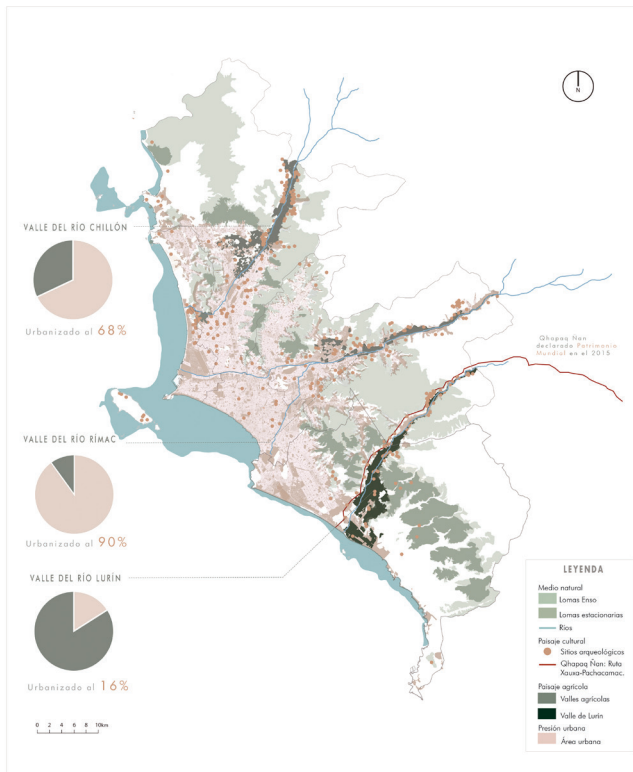 N
VALLE DEL RÍO CHILLÓN
Urbanizado al 68%
Qhapaq Ñan
declarado Patrimonio
Mundial en el 2015
VALLE DEL RÍO RÍMAC
Urbanizado al 90%
VALLE DEL RÍO LURÍN
Urbanizado al 16%
0 2 4 6 8 10km
LEYENDA
Medio natural
Lomas Enso
Lomas estacionarias
Ríos
Paisaje cultural
Sitios arqueológicos
Qhapaq Ñan: Ruta
Xauxa-Pachacamac.
Paisaje agrícola
Valles agrícolas
Valle de Lurín
Presión urbana
Área urbana